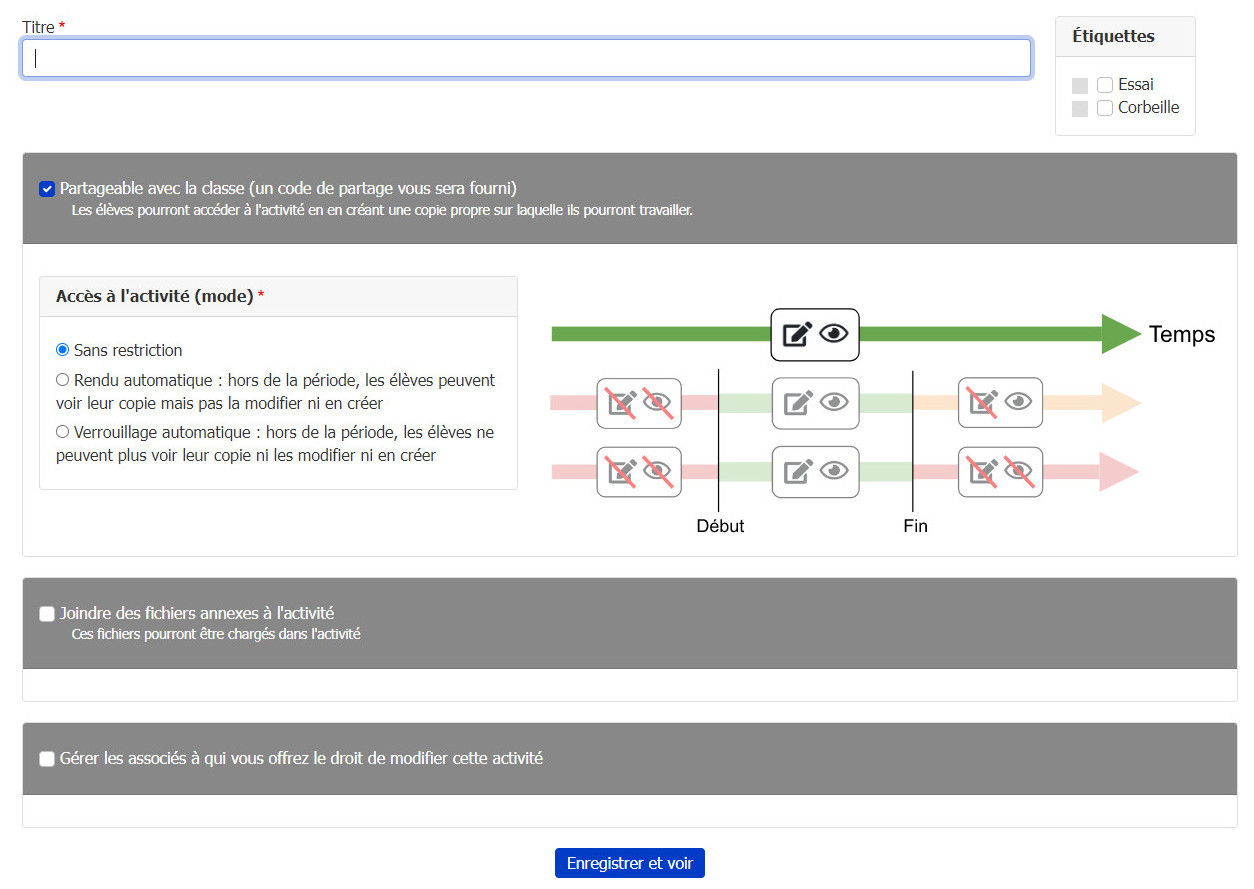 Titre *
Étiquettes
Essai
Corbeille
Partageable avec la classe (un code de partage vous sera fourni)
Les élèves pourront accéder à l'activité en en créant une copie propre sur laquelle ils pourront travailler.
Accès à l'activité (mode) *
Sans restriction
Rendu automatique : hors de la période, les élèves peuvent
voir leur copie mais pas la modifier ni en créer
Verrouillage automatique : hors de la période, les élèves ne
peuvent plus voir leur copie ni les modifier ni en créer
Temps
Début
Fin
Joindre des fichiers annexes à l'activité
Ces fichiers pourront être chargés dans l'activité
Gérer les associés à qui vous offrez le droit de modifier cette activité
Enregistrer et voir